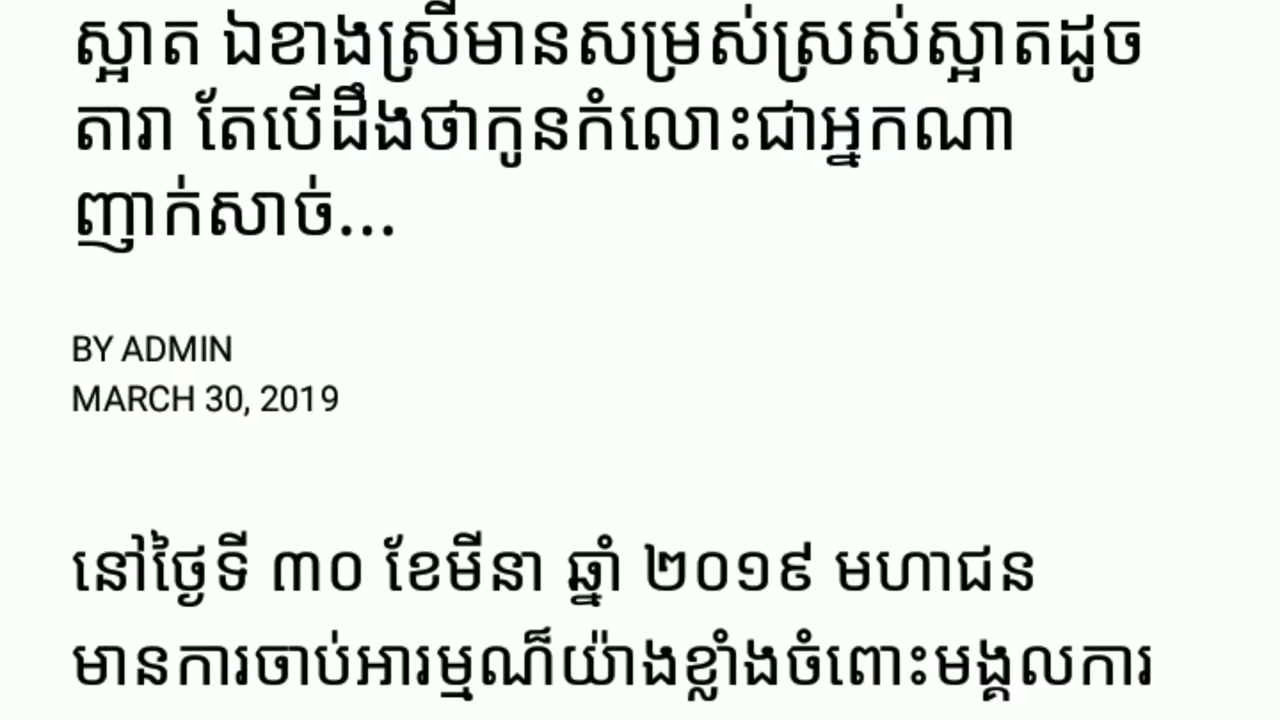 ស្អាត ឯខាងស្រីមានសម្រស់ស្រស់ស្អាតដូច
តារា តែបើដឹងថាកូនកំលោះជាអ្នកណា
ញាក់សាច់...
BY ADMIN
MARCH 30, 2019
នៅថ្ងៃទី ៣០ ខែមីនា ឆ្នាំ ២០១៩ មហាជន
មានការចាប់អារម្មណ៏យ៉ាងខ្លាំងចំពោះមង្គលការ